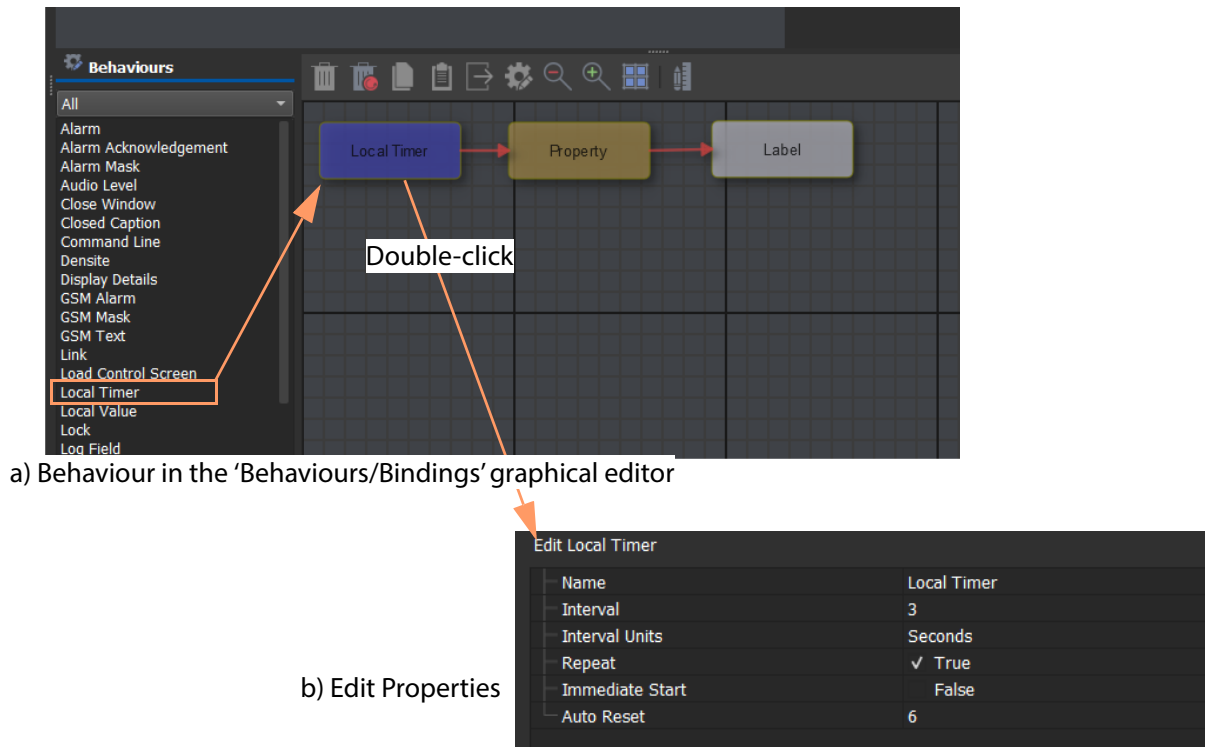 Behaviours
All
Alarm
Alarm Acknowledgement
Alarm Mask
Audio Level
Close Window
Closed Caption
Command Line
Densite
Display Details
GSM Alarm
GSM Mask
GSM Text
Link
Load Control Screen
Local Timer
Local Value
Lock
Log Field
Local Timer
Property
Label
Double-click
a) Behaviour in the ‘Behaviours/Bindings’ graphical editor
Edit Local Timer
Name Local Timer
Interval 3
Interval Units Seconds
Repeat ✓ True
Immediate Start False
Auto Reset 6
b) Edit Properties